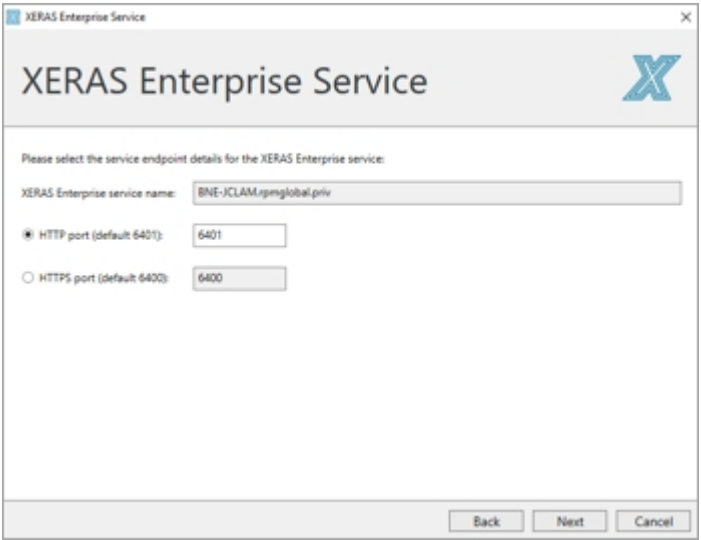 XERAS Enterprise Service
XERAS Enterprise Service
Please select the service endpoint details for the XERAS Enterprise service:
XERAS Enterprise service name: BNE-JCLAM.rpmglobal.priv
HTTP port (default 6401): 6401
HTTPS port (default 6400): 6400
Back Next Cancel